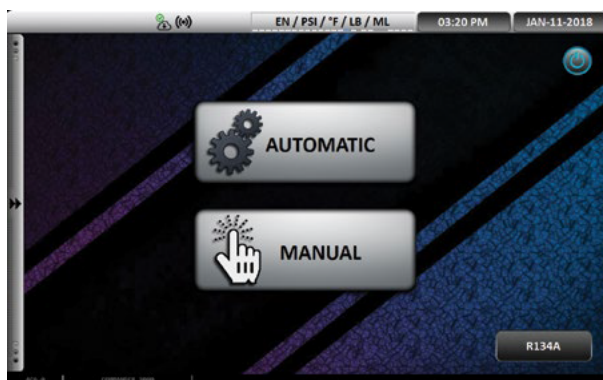 EN / PSI / °F / LB / ML
03:20 PM
JAN-11-2018
AUTOMATIC
MANUAL
R134A